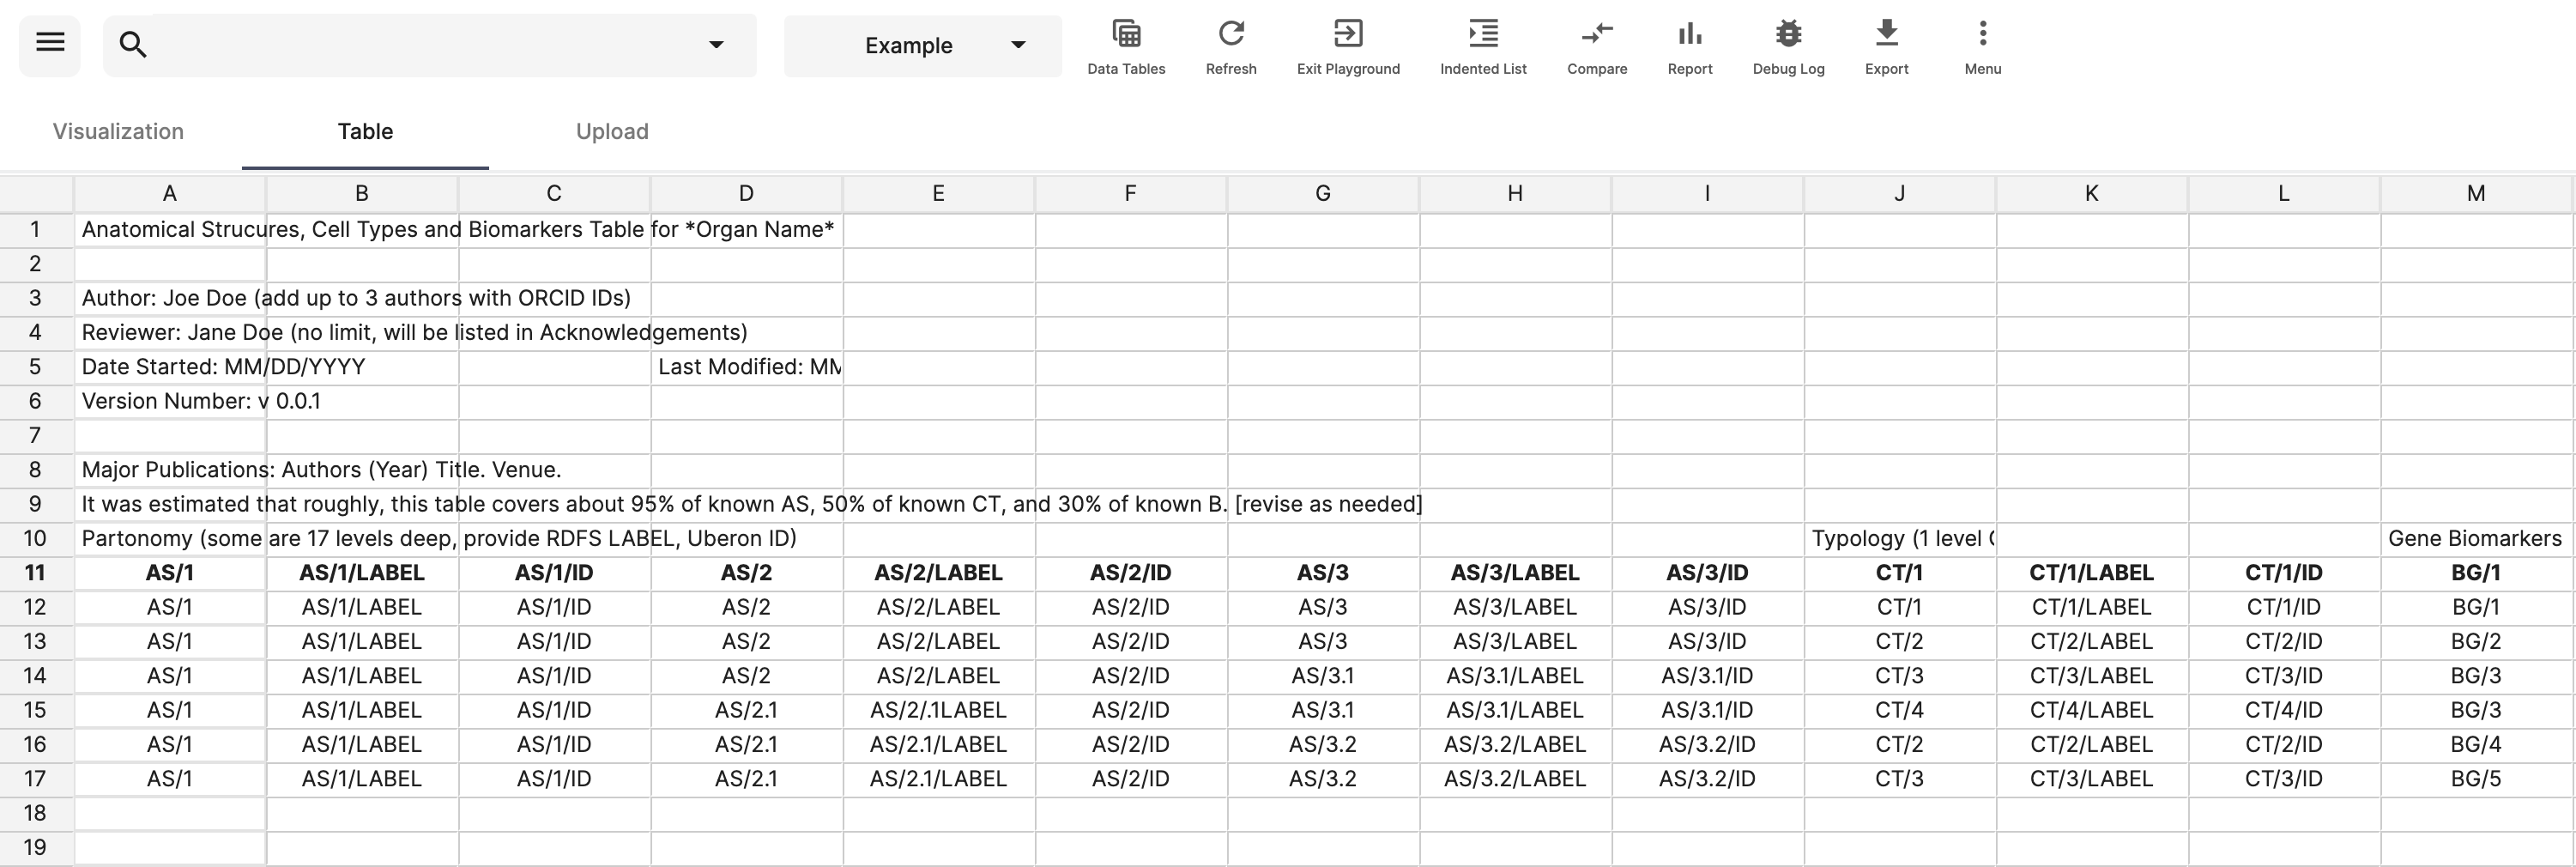 Example
Data Tables Refresh Exit Playground Indented List Compare Report Debug Log Export Menu
Visualization Table Upload
A B C D E F G H I J K L M
1 Anatomical Strucures, Cell Types and Biomarkers Table for *Organ Name*
2
3 Author: Joe Doe (add up to 3 authors with ORCID IDs)
4 Reviewer: Jane Doe (no limit, will be listed in Acknowledgements)
5 Date Started: MM/DD/YYYY Last Modified: MM
6 Version Number: v 0.0.1
7
8 Major Publications: Authors (Year) Title. Venue.
9 It was estimated that roughly, this table covers about 95% of known AS, 50% of known CT, and 30% of known B. [revise as needed]
10 Partonomy (some are 17 levels deep, provide RDFS LABEL, Uberon ID) Typology (1 level Gene Biomarkers
11 AS/1 AS/1/LABEL AS/1/ID AS/2 AS/2/LABEL AS/2/ID AS/3 AS/3/LABEL AS/3/ID CT/1 CT/1/LABEL CT/1/ID BG/1
12 AS/1 AS/1/LABEL AS/1/ID AS/2 AS/2/LABEL AS/2/ID AS/3 AS/3/LABEL AS/3/ID CT/1 CT/1/LABEL CT/1/ID BG/1
13 AS/1 AS/1/LABEL AS/1/ID AS/2 AS/2/LABEL AS/2/ID AS/3 AS/3/LABEL AS/3/ID CT/2 CT/2/LABEL CT/2/ID BG/2
14 AS/1 AS/1/LABEL AS/1/ID AS/2 AS/2/LABEL AS/2/ID AS/3.1 AS/3.1/LABEL AS/3.1/ID CT/3 CT/3/LABEL CT/3/ID BG/3
15 AS/1 AS/1/LABEL AS/1/ID AS/2.1 AS/2/.1LABEL AS/2/ID AS/3.1 AS/3.1/LABEL AS/3.1/ID CT/4 CT/4/LABEL CT/4/ID BG/3
16 AS/1 AS/1/LABEL AS/1/ID AS/2.1 AS/2.1/LABEL AS/2/ID AS/3.2 AS/3.2/LABEL AS/3.2/ID CT/2 CT/2/LABEL CT/2/ID BG/4
17 AS/1 AS/1/LABEL AS/1/ID AS/2.1 AS/2.1/LABEL AS/2/ID AS/3.2 AS/3.2/LABEL AS/3.2/ID CT/3 CT/3/LABEL CT/3/ID BG/5
18
19